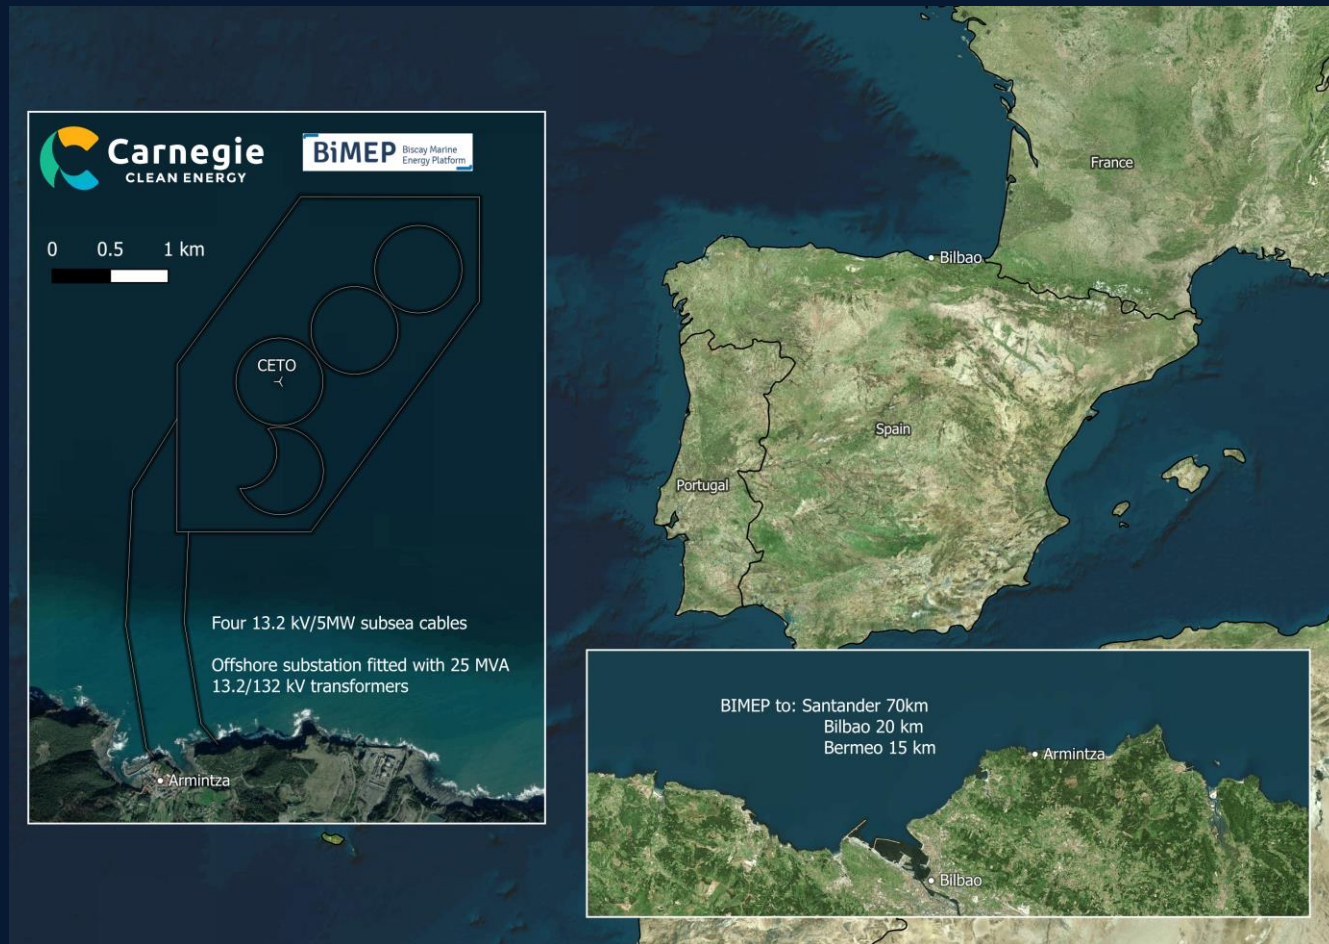 Carnegie
CLEAN ENERGY
BiMEP
Biscay Marine
Energy Platform
0 0.5 1 km
CETO
Four 13.2 kV/5MW subsea cables
Offshore substation fitted with 25 MVA
13.2/132 kV transformers
Armintza
France
Bilbao
Spain
Portugal
BIMEP to: Santander 70km
Bilbao 20 km
Bermeo 15 km
Armintza
Bilbao